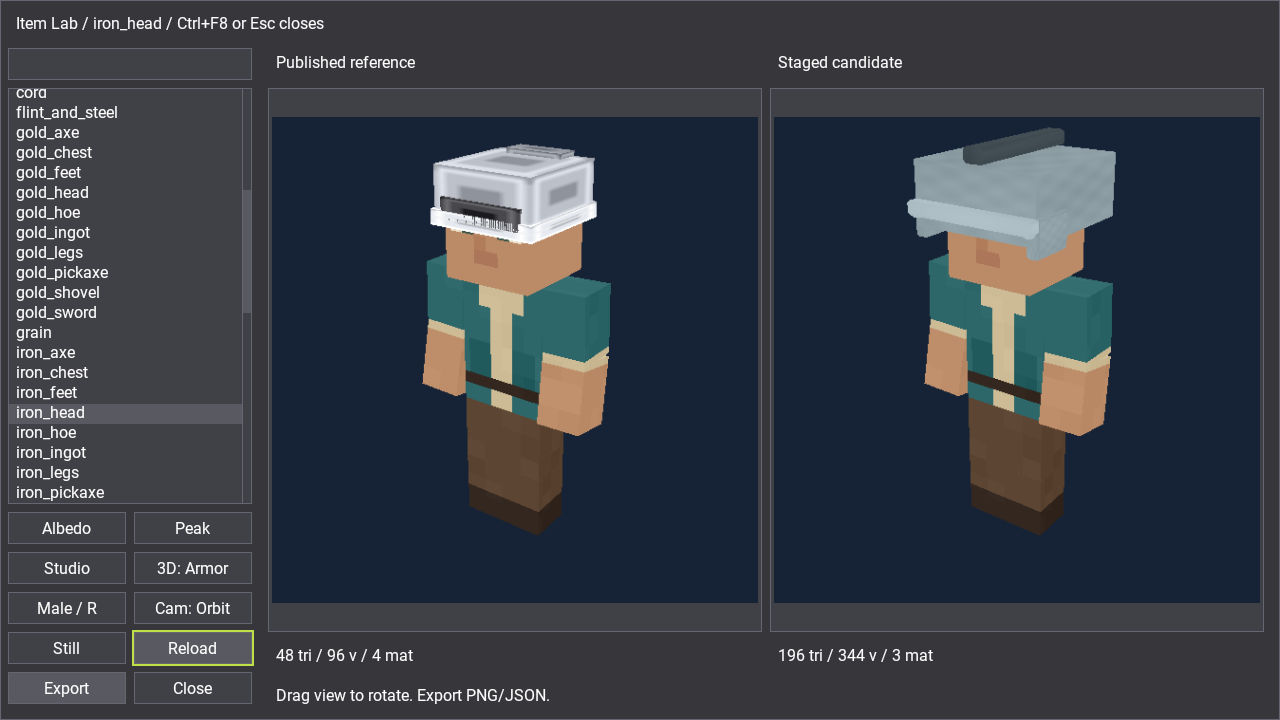 Item Lab / iron_head / Ctrl+F8 or Esc closes
Published reference
Staged candidate
cord
flint_and_steel
gold_axe
gold_chest
gold_feet
gold_head
gold_hoe
gold_ingot
gold_legs
gold_pickaxe
gold_shovel
gold_sword
grain
iron_axe
iron_chest
iron_feet
iron_head
iron_hoe
iron_ingot
iron_legs
iron_pickaxe
Albedo
Peak
Studio
3D: Armor
Male / R
Cam: Orbit
Still
Reload
Export
Close
48 tri / 96 v / 4 mat
196 tri / 344 v / 3 mat
Drag view to rotate. Export PNG/JSON.